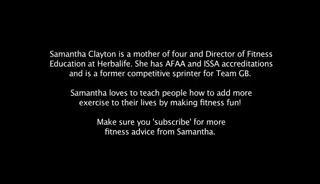 Samantha Clayton is a mother of four and Director of Fitness
Education at Herbalife. She has AFAA and ISSA accreditations
and is a former competitive sprinter for Team GB.
Samantha loves to teach people how to add more
exercise to their lives by making fitness fun!
Make sure you 'subscribe' for more
fitness advice from Samantha.